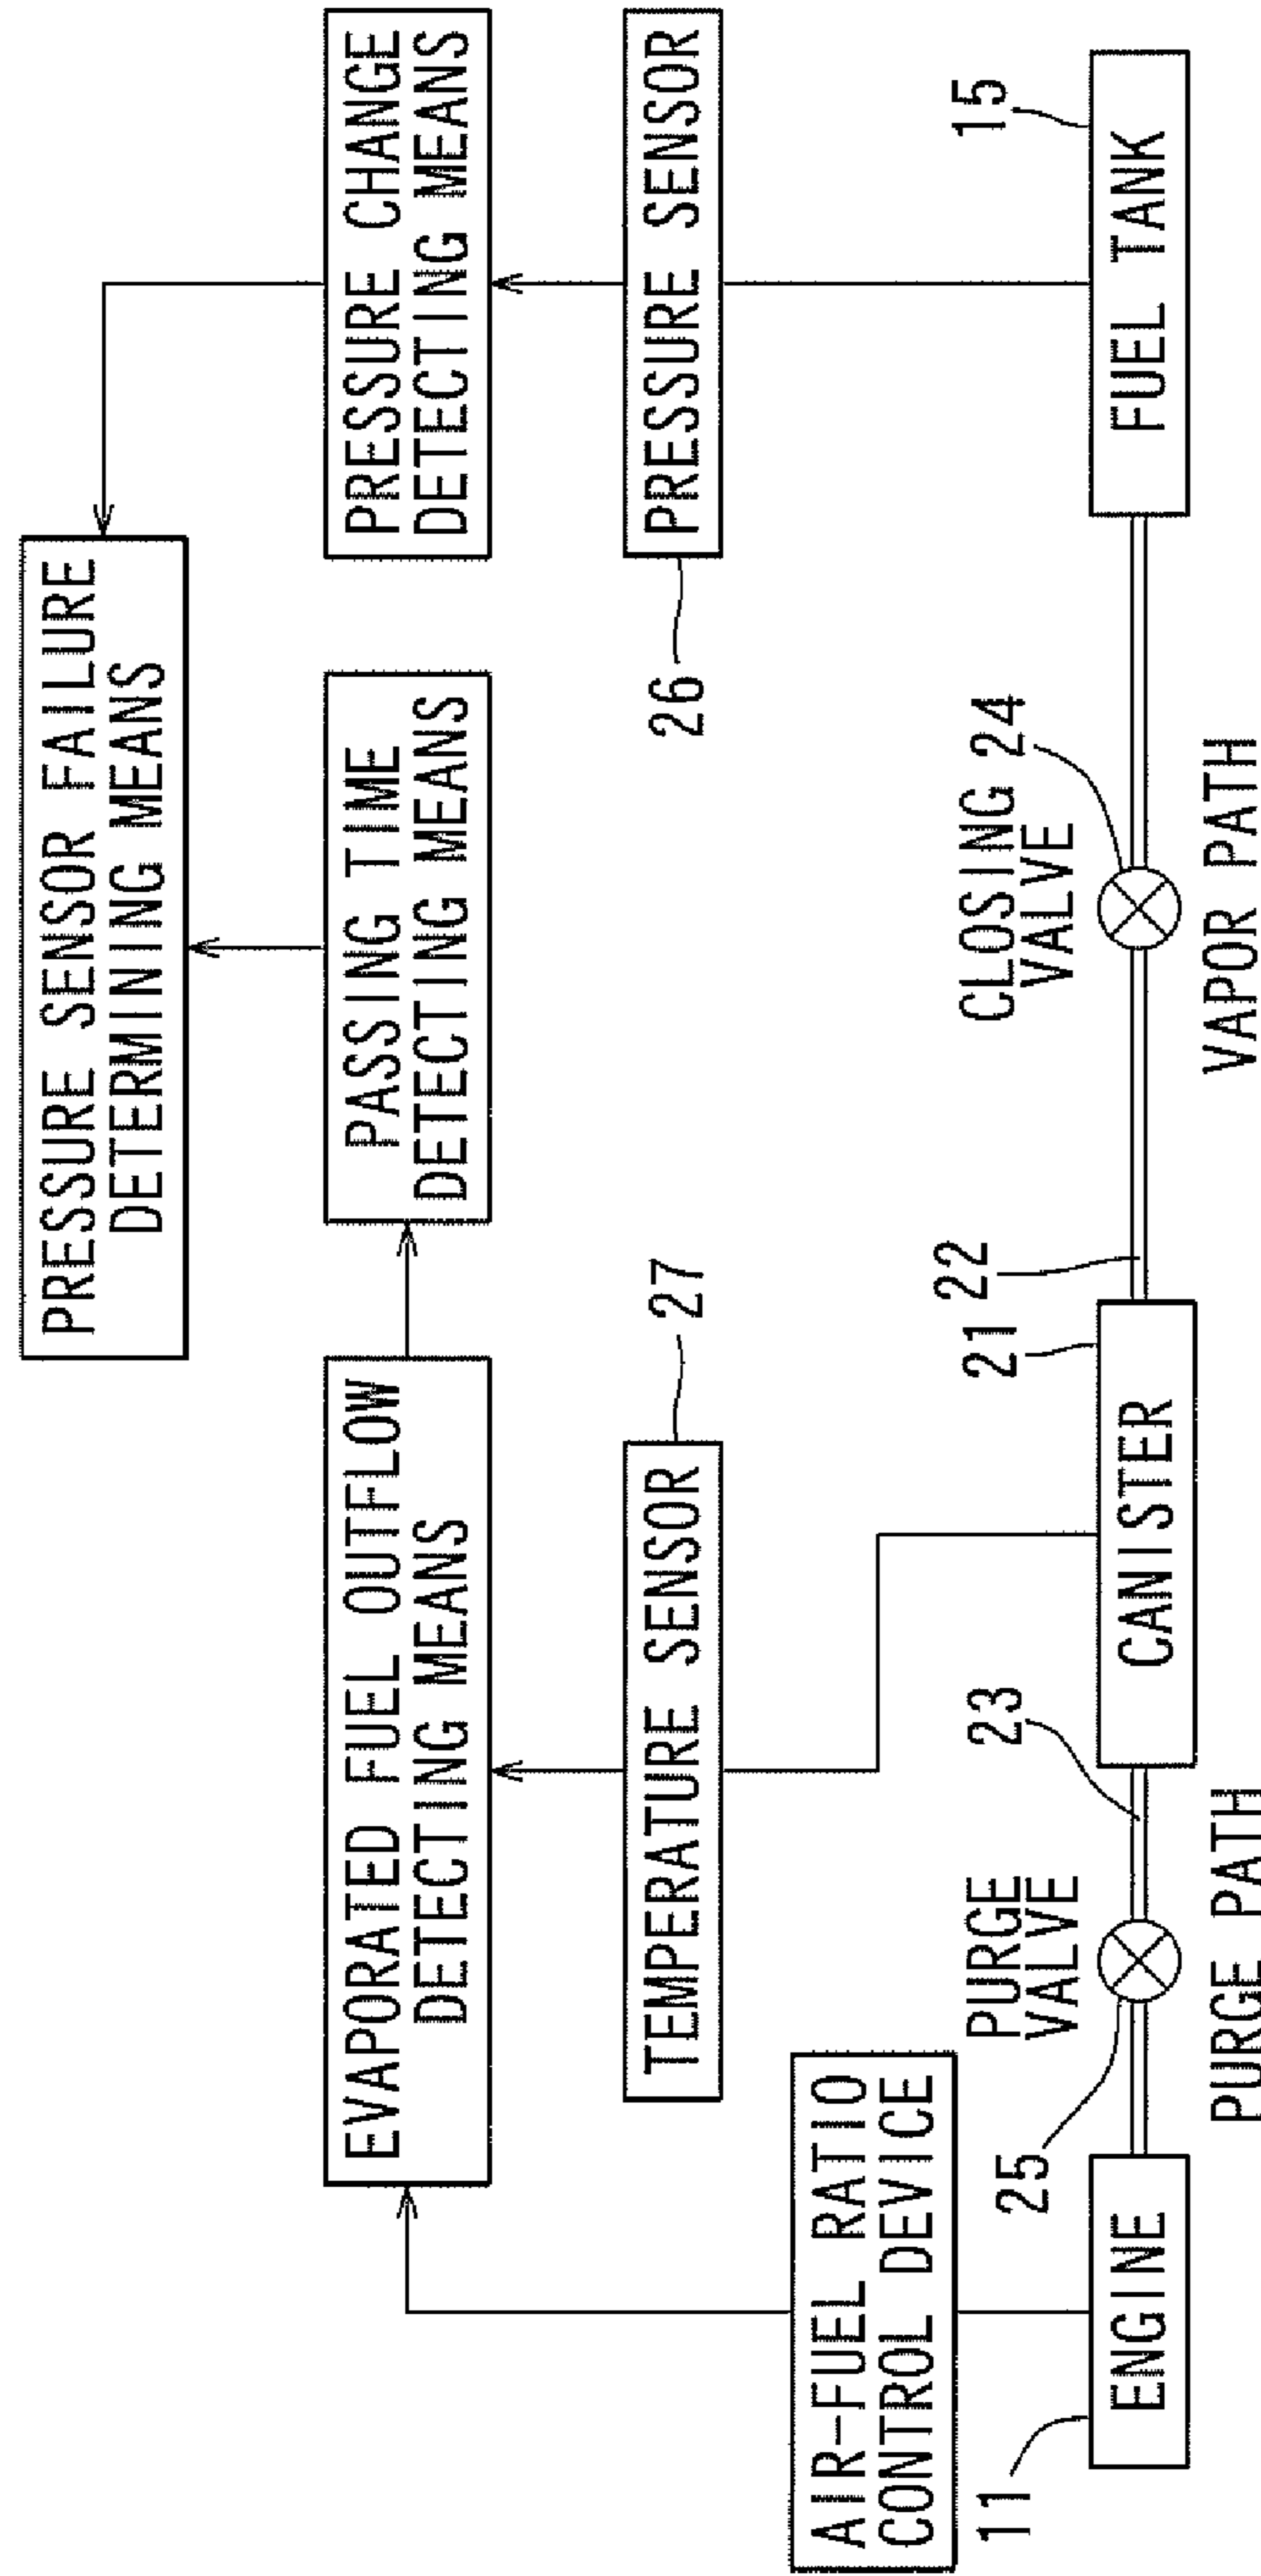 PRESSURE SENSOR FAILURE
DETERMINING MEANS
EVAPORATED FUEL OUTFLOW
DETECTING MEANS
PASSING TIME
DETECTING MEANS
PRESSURE CHANGE
DETECTING MEANS
TEMPERATURE SENSOR
27
26
PRESSURE SENSOR
AIR-FUEL RATIO
CONTROL DEVICE
11
ENGINE
25
PURGE
VALVE
23
PURGE PATH
CANISTER
21
22
CLOSING
VALVE
24
VAPOR PATH
15
FUEL TANK